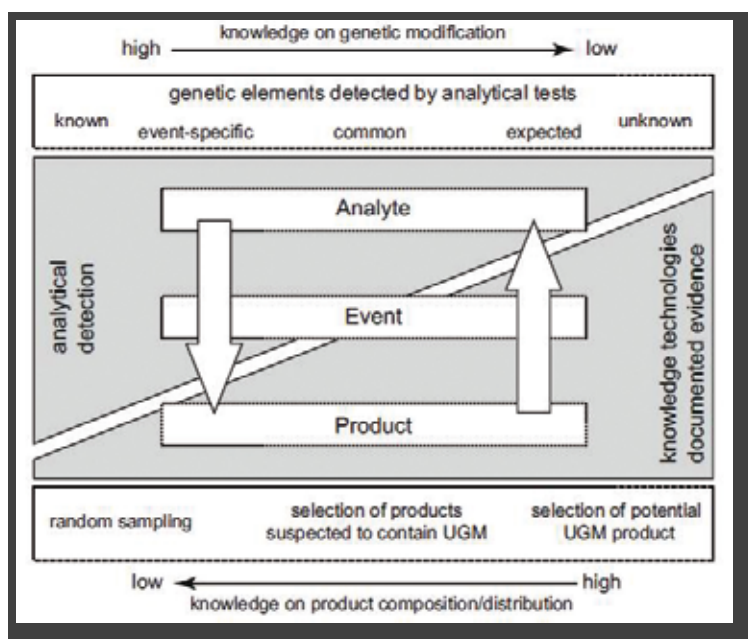 knowledge on genetic modification
high low
genetic elements detected by analytical tests
known event-specific common expected unknown
Analyte
analytical
detection
Event
knowledge technologies
documented evidence
Product
random sampling
selection of products
suspected to contain UGM
selection of potential
UGM product
low high
knowledge on product composition/distribution